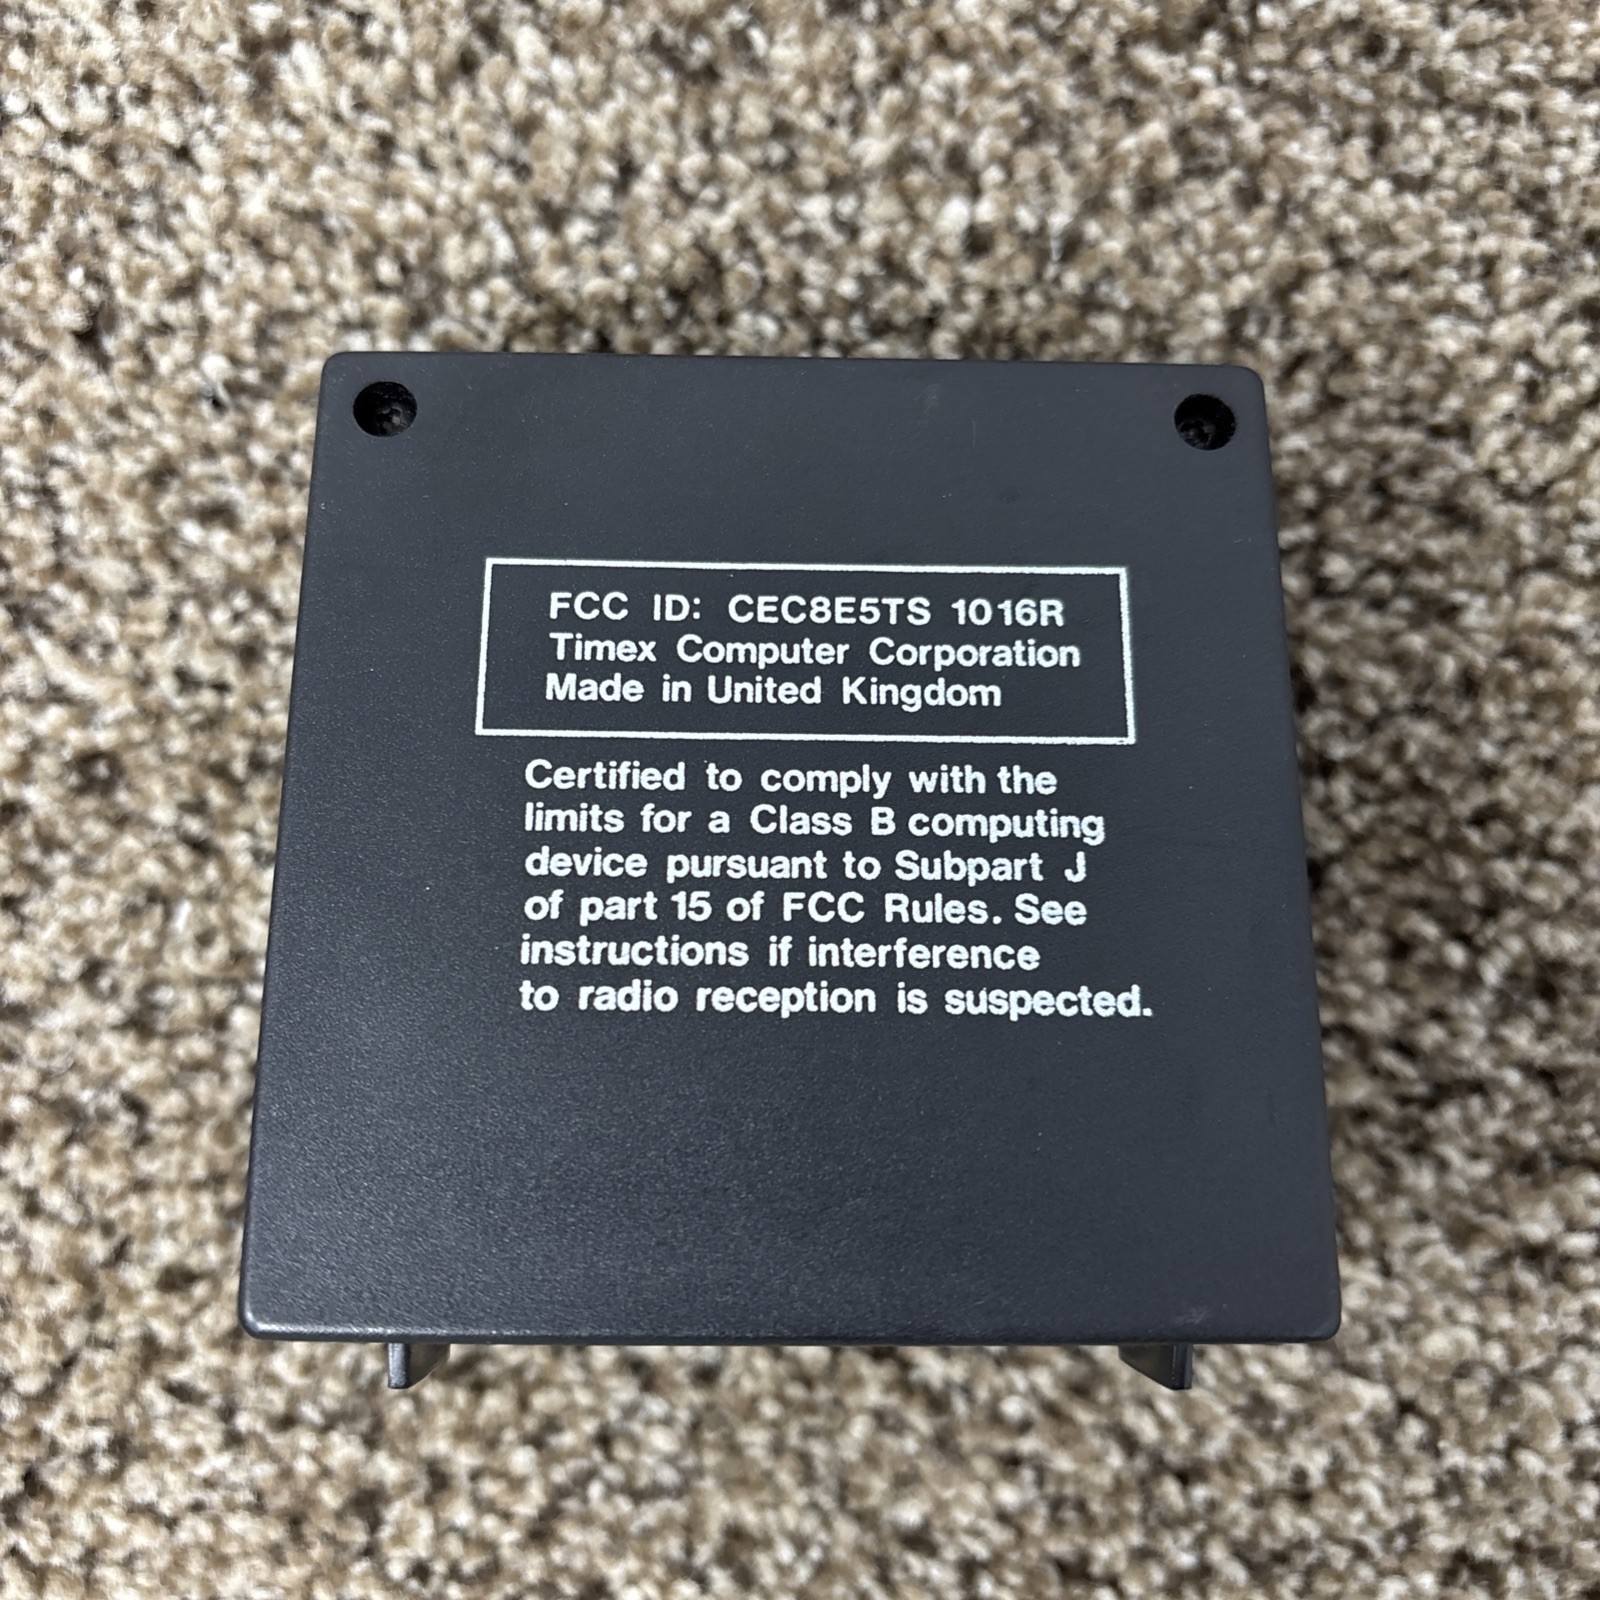 FCC ID: CEC8E5TS 1016R
Timex Computer Corporation
Made in United Kingdom
Certified to comply with the
limits for a Class B computing
device pursuant to Subpart J
of part 15 of FCC Rules. See
instructions if interference
to radio reception is suspected.